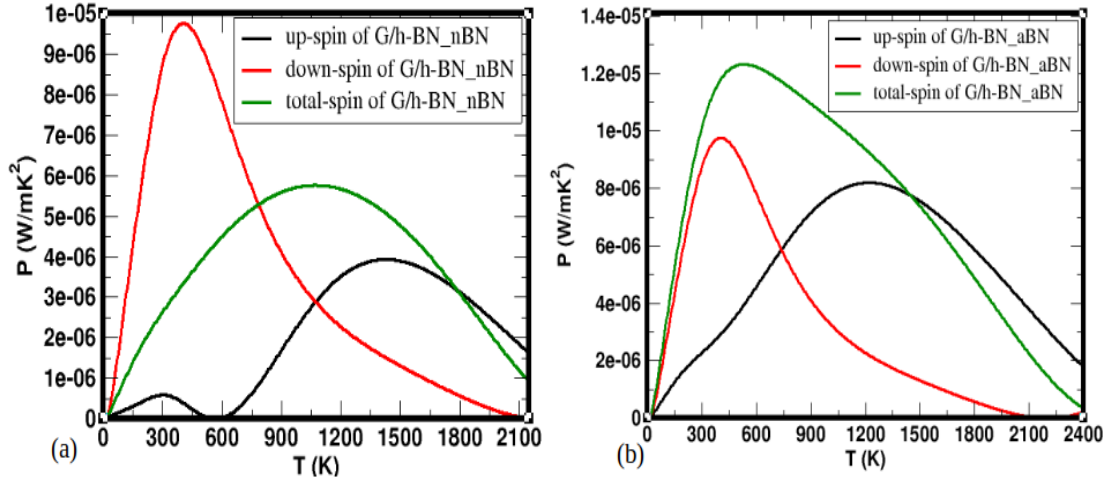 1e-05
9e-06
8e-06
7e-06
6e-06
5e-06
4e-06
3e-06
2e-06
1e-06
0
P (W/mK²)
up-spin of G/h-BN_nBN
down-spin of G/h-BN_nBN
total-spin of G/h-BN_nBN
0 300 600 900 1200 1500 1800 2100
T (K)
(a)
1.4e-05
1.2e-05
1e-05
8e-06
6e-06
4e-06
2e-06
0
P (W/mK²)
up-spin of G/h-BN_aBN
down-spin of G/h-BN_aBN
total-spin of G/h-BN_aBN
0 300 600 900 1200 1500 1800 2100 2400
T (K)
(b)